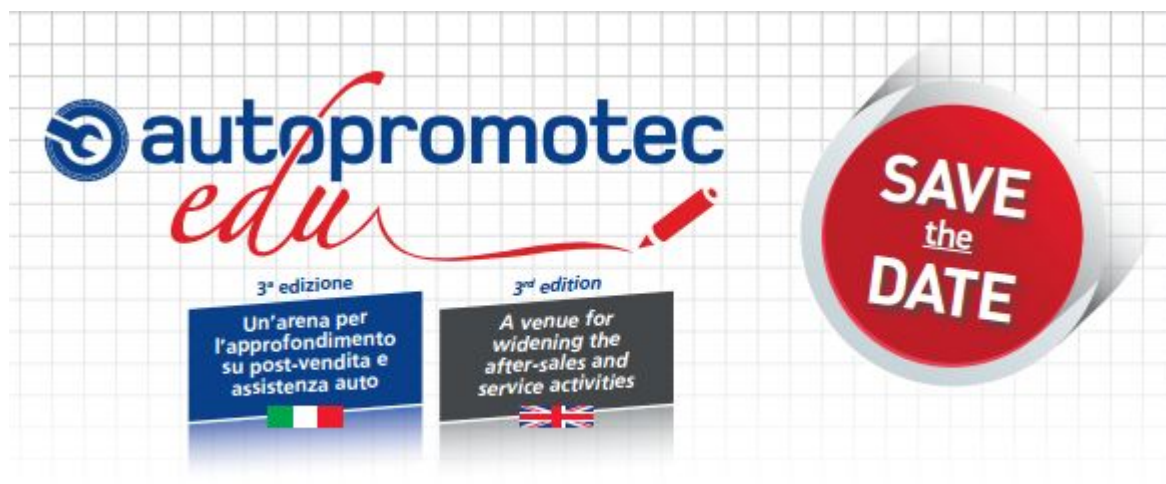 autopromotec
edu
SAVE
the
DATE
3ª edizione
Un'arena per
l'approfondimento
su post-vendita e
assistenza auto
3rd edition
A venue for
widening the
after-sales and
service activities